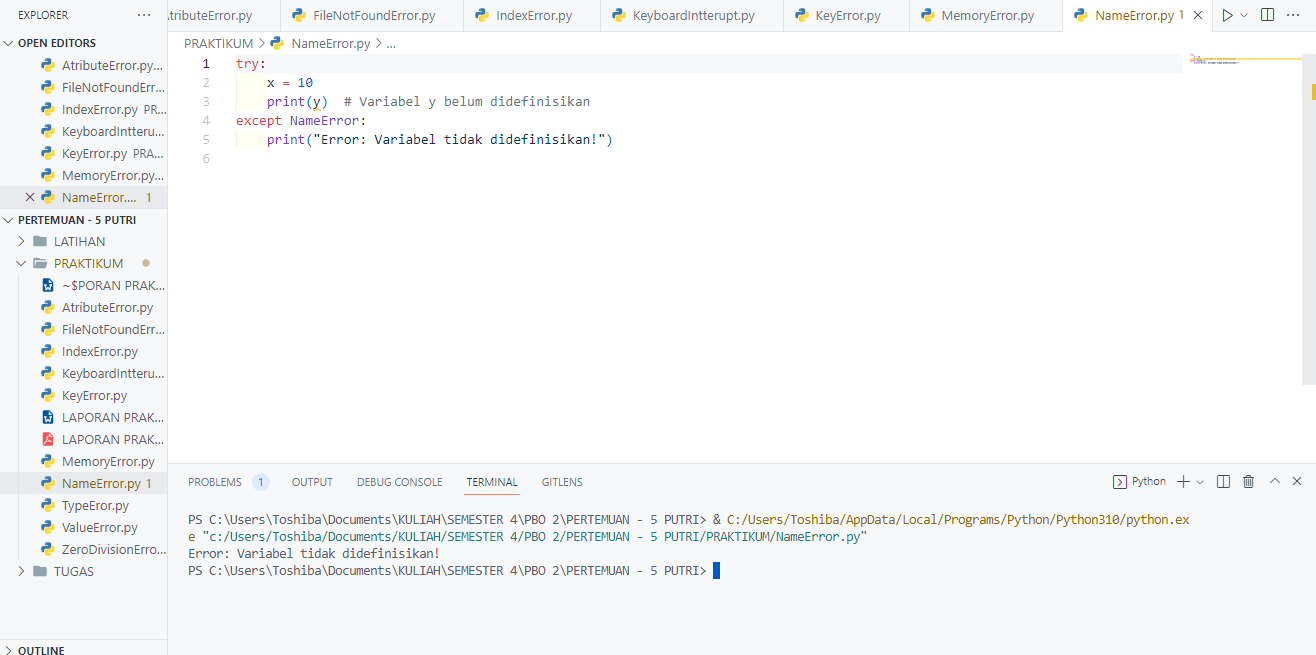 EXPLORER ···
OPEN EDITORS
AtributeError.py...
FileNotFoundErr...
IndexError.py PR...
KeyboardIntteru...
KeyError.py PRA...
MemoryError.py...
NameError.... 1
PERTEMUAN - 5 PUTRI
LATIHAN
PRAKTIKUM
~$PORAN PRAK...
AtributeError.py
FileNotFoundErr...
IndexError.py
KeyboardIntteru...
KeyError.py
LAPORAN PRAK...
LAPORAN PRAK...
MemoryError.py
NameError.py 1
TypeEror.py
ValueError.py
ZeroDivisionErro...
TUGAS
OUTLINE
tributeError.py FileNotFoundError.py IndexError.py KeyboardIntterupt.py KeyError.py MemoryError.py NameError.py 1
PRAKTIKUM > NameError.py > ...
1 try:
2 x = 10
3 print(y) # Variabel y belum didefinisikan
4 except NameError:
5 print("Error: Variabel tidak didefinisikan!")
6
PROBLEMS 1 OUTPUT DEBUG CONSOLE TERMINAL GITLENS Python
PS C:\Users\Toshiba\Documents\KULIAH\SEMESTER 4\PBO 2\PERTEMUAN - 5 PUTRI> & C:/Users/Toshiba/AppData/Local/Programs/Python/Python310/python.ex
e "c:/Users/Toshiba/Documents/KULIAH/SEMESTER 4/PBO 2/PERTEMUAN - 5 PUTRI/PRAKTIKUM/NameError.py"
Error: Variabel tidak didefinisikan!
PS C:\Users\Toshiba\Documents\KULIAH\SEMESTER 4\PBO 2\PERTEMUAN - 5 PUTRI>